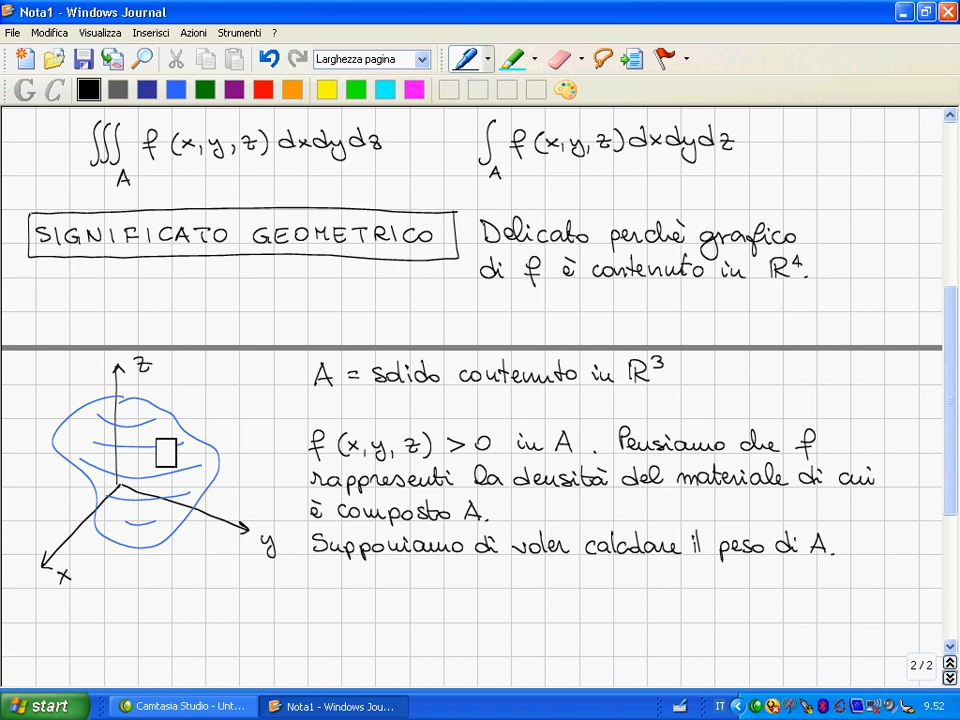 Nota1 - Windows Journal
File Modifica Visualizza Inserisci Azioni Strumenti ?
Larghezza pagina
G C
∭_A f (x, y, z) dxdydz ∫_A f (x, y, z) dxdydz
SIGNIFICATO GEOMETRICO Delicato perchè grafico
di f è contenuto in ℝ⁴.
z
A = solido contenuto in ℝ³
f (x, y, z) > 0 in A. Pensiamo che f
rappresenti la densità del materiale di cui
è composto A.
Supponiamo di voler calcolare il peso di A.
y
x
2 / 2
start Camtasia Studio - Unt... Nota1 - Windows Jou... IT 9.52